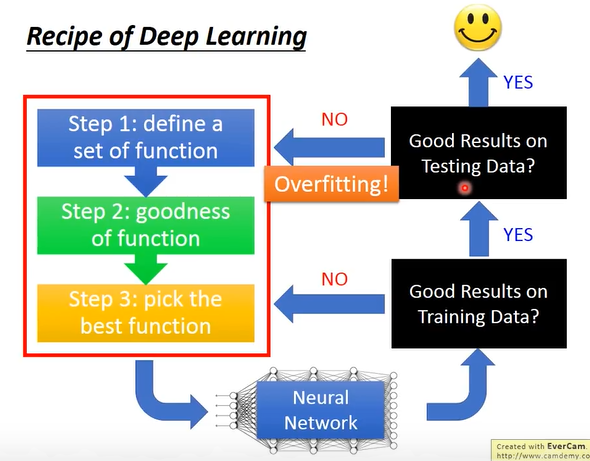 Recipe of Deep Learning
YES
Step 1: define a
set of function
NO
Good Results on
Testing Data?
Overfitting!
Step 2: goodness
of function
YES
NO
Step 3: pick the
best function
Good Results on
Training Data?
Neural
Network
Created with EverCam.
http://www.camdemy.co